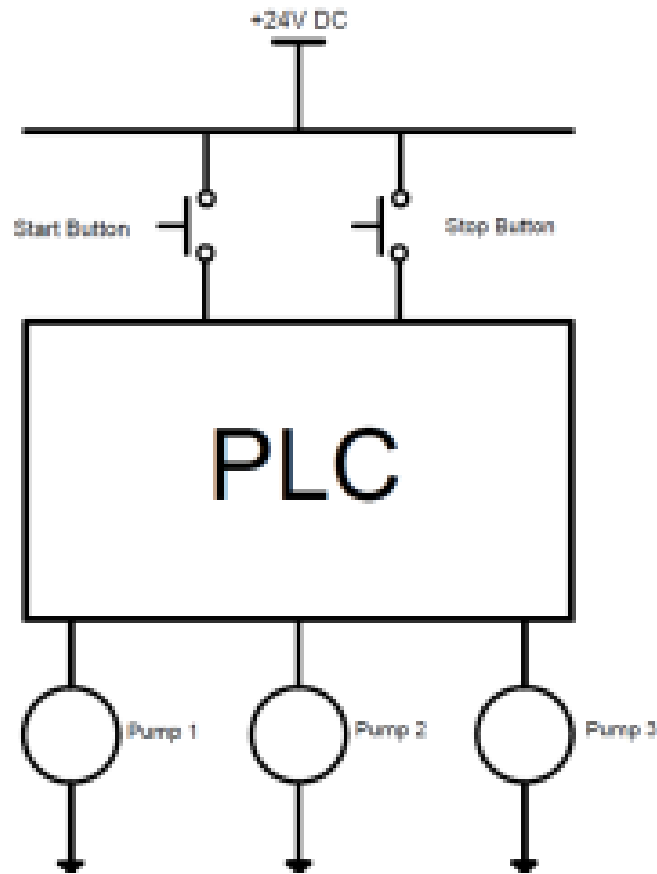 +24V DC
Start Button
Stop Button
PLC
Pump 1
Pump 2
Pump 3